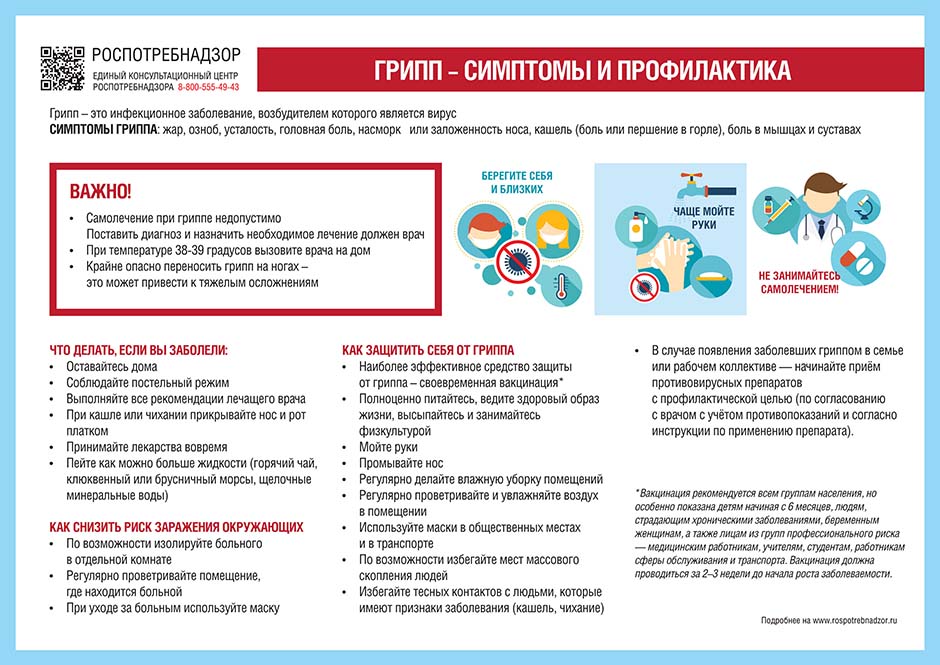 РОСПОТРЕБНАДЗОР
ЕДИНЫЙ КОНСУЛЬТАЦИОННЫЙ ЦЕНТР
РОСПОТРЕБНАДЗОРА 8-800-555-49-43
ГРИПП – СИМПТОМЫ И ПРОФИЛАКТИКА
Грипп – это инфекционное заболевание, возбудителем которого является вирус
СИМПТОМЫ ГРИППА: жар, озноб, усталость, головная боль, насморк или заложенность носа, кашель (боль или першение в горле), боль в мышцах и суставах
ВАЖНО!
• Самолечение при гриппе недопустимо
Поставить диагноз и назначить необходимое лечение должен врач
• При температуре 38-39 градусов вызовите врача на дом
• Крайне опасно переносить грипп на ногах –
это может привести к тяжелым осложнениям
БЕРЕГИТЕ СЕБЯ
И БЛИЗКИХ
ЧАЩЕ МОЙТЕ
РУКИ
НЕ ЗАНИМАЙТЕСЬ
САМОЛЕЧЕНИЕМ!
ЧТО ДЕЛАТЬ, ЕСЛИ ВЫ ЗАБОЛЕЛИ:
• Оставайтесь дома
• Соблюдайте постельный режим
• Выполняйте все рекомендации лечащего врача
• При кашле или чихании прикрывайте нос и рот
платком
• Принимайте лекарства вовремя
• Пейте как можно больше жидкости (горячий чай,
клюквенный или брусничный морсы, щелочные
минеральные воды)
КАК СНИЗИТЬ РИСК ЗАРАЖЕНИЯ ОКРУЖАЮЩИХ
• По возможности изолируйте больного
в отдельной комнате
• Регулярно проветривайте помещение,
где находится больной
• При уходе за больным используйте маску
КАК ЗАЩИТИТЬ СЕБЯ ОТ ГРИППА
• Наиболее эффективное средство защиты
от гриппа – своевременная вакцинация*
• Полноценно питайтесь, ведите здоровый образ
жизни, высыпайтесь и занимайтесь
физкультурой
• Мойте руки
• Промывайте нос
• Регулярно делайте влажную уборку помещений
• Регулярно проветривайте и увлажняйте воздух
в помещении
• Используйте маски в общественных местах
и в транспорте
• По возможности избегайте мест массового
скопления людей
• Избегайте тесных контактов с людьми, которые
имеют признаки заболевания (кашель, чихание)
• В случае появления заболевших гриппом в семье
или рабочем коллективе — начинайте приём
противовирусных препаратов
с профилактической целью (по согласованию
с врачом с учётом противопоказаний и согласно
инструкции по применению препарата).
*Вакцинация рекомендуется всем группам населения, но
особенно показана детям начиная с 6 месяцев, людям,
страдающим хроническими заболеваниями, беременным
женщинам, а также лицам из групп профессионального риска
— медицинским работникам, учителям, студентам, работникам
сферы обслуживания и транспорта. Вакцинация должна
проводиться за 2–3 недели до начала роста заболеваемости.
Подробнее на www.rospotrebnadzor.ru